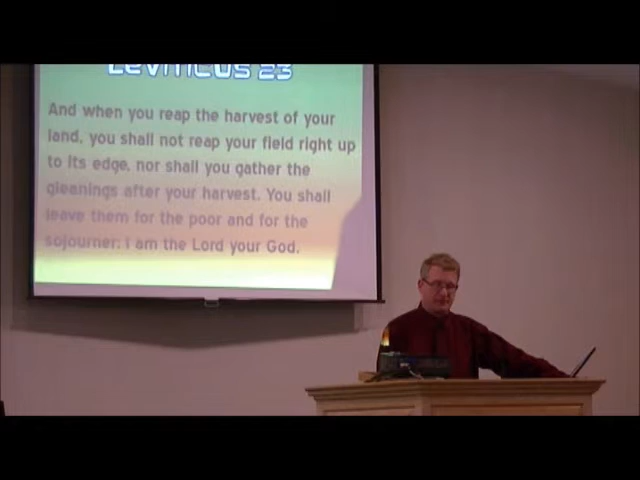 Leviticus 23
And when you reap the harvest of your
land, you shall not reap your field right up
to its edge, nor shall you gather the
gleanings after your harvest. You shall
leave them for the poor and for the
sojourner: I am the Lord your God.